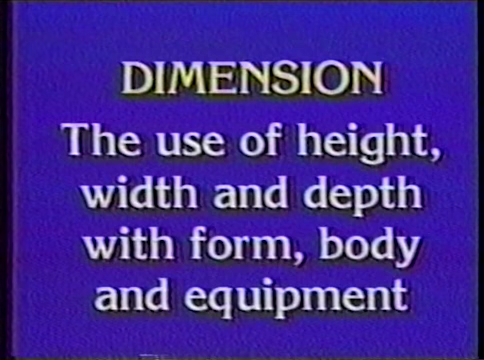 DIMENSION
The use of height,
width and depth
with form, body
and equipment